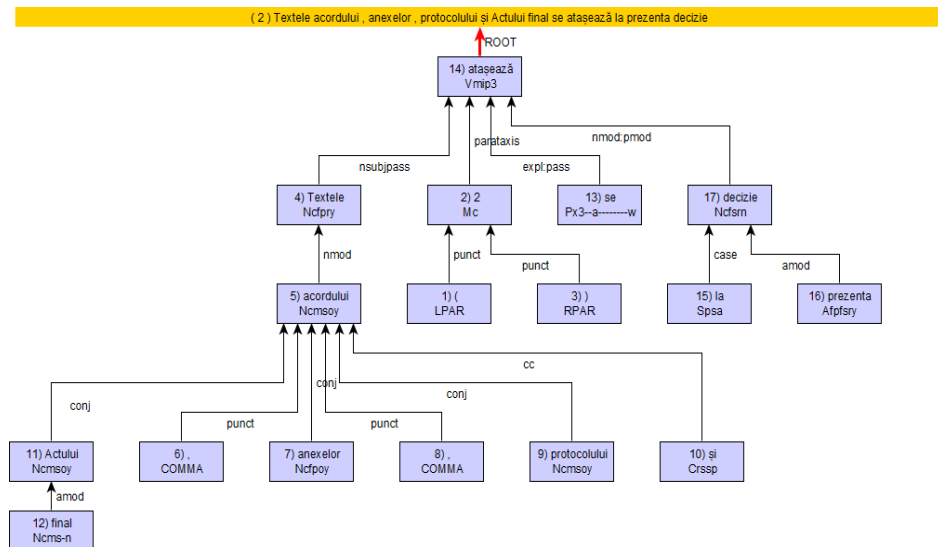 ( 2 ) Textele acordului , anexelor , protocolului și Actului final se atașează la prezenta decizie
ROOT
14) atașează
Vmip3
nsubjpass
parataxis
expl:pass
nmod:pmod
4) Textele
Ncfpry
2) 2
Mc
13) se
Px3--a--------w
17) decizie
Ncfsrn
nmod
punct
punct
case
amod
5) acordului
Ncmsoy
1) (
LPAR
3) )
RPAR
15) la
Spsa
16) prezenta
Afpfsry
conj
punct
conj
punct
conj
cc
11) Actului
Ncmsoy
6) ,
COMMA
7) anexelor
Ncfpoy
8) ,
COMMA
9) protocolului
Ncmsoy
10) și
Crssp
amod
12) final
Ncms-n